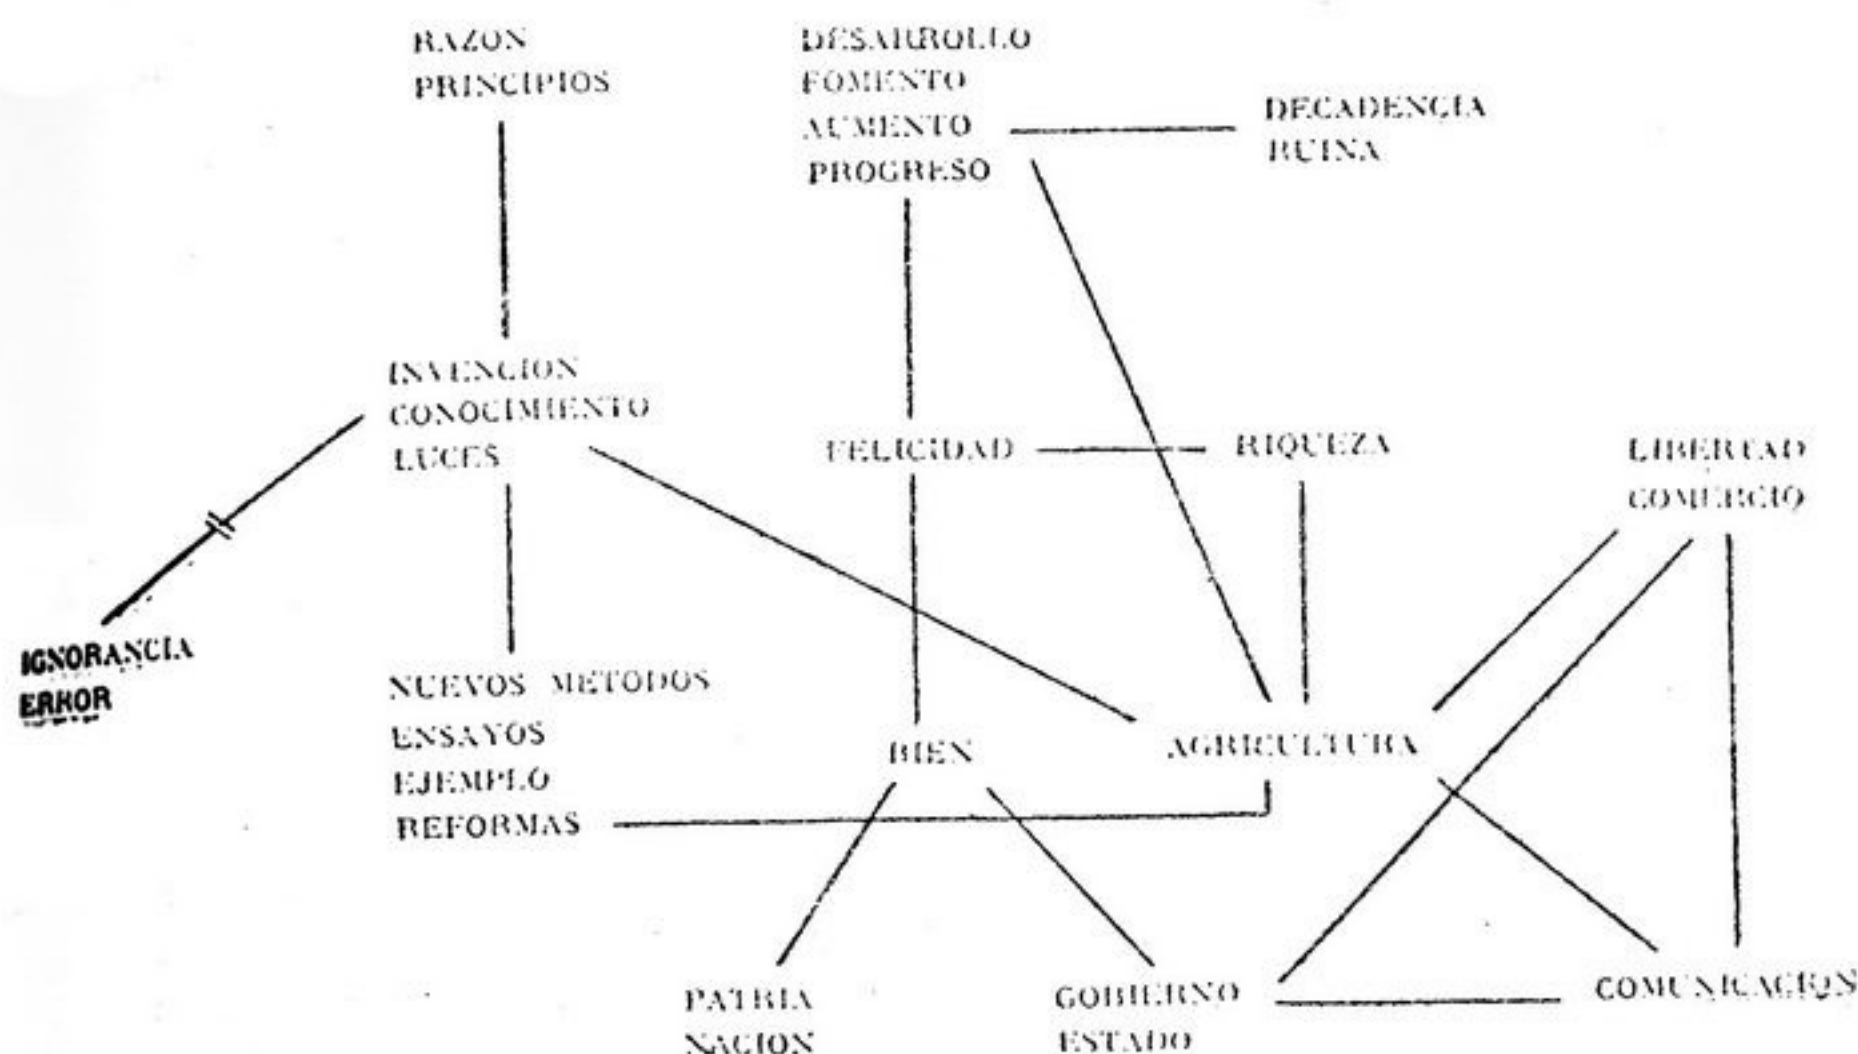 RAZON
PRINCIPIOS
DESARROLLO
FOMENTO
AUMENTO
PROGRESO
DECADENCIA
RUINA
INVENCION
CONOCIMIENTO
LUCES
FELICIDAD
RIQUEZA
LIBERTAD
COMERCIO
IGNORANCIA
ERROR
NUEVOS METODOS
ENSAYOS
EJEMPLO
REFORMAS
BIEN
AGRICULTURA
PATRIA
NACION
GOBIERNO
ESTADO
COMUNICACION